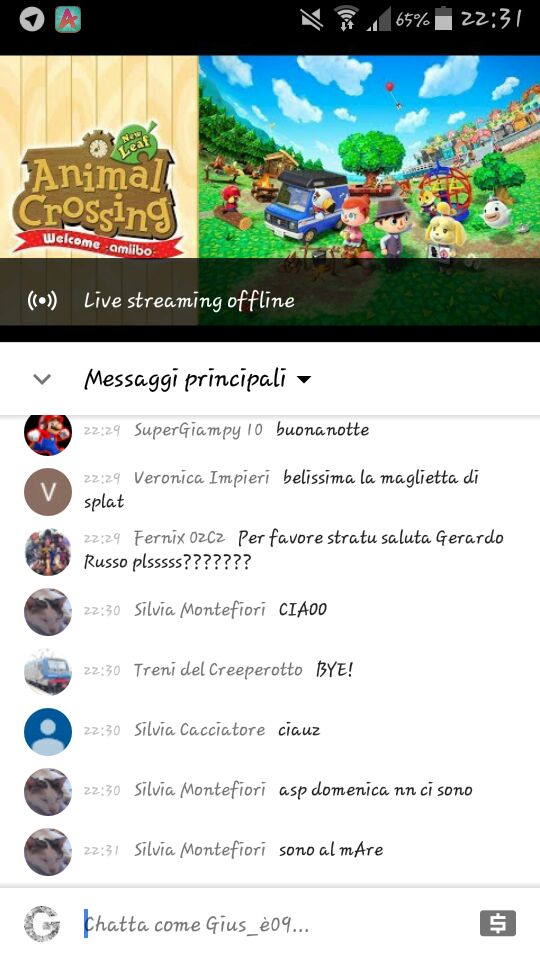 65% 22:31
New Leaf
Animal
Crossing
Welcome amiibo
Live streaming offline
Messaggi principali
22:29 SuperGiampy 10 buonanotte
22:29 Veronica Impieri belissima la maglietta di
splat
22:29 Fernix 02C2 Per favore stratu saluta Gerardo
Russo plsssss???????
22:30 Silvia Montefiori CIAOO
22:30 Treni del Creeperotto BYE!
22:30 Silvia Cacciatore ciauz
22:30 Silvia Montefiori asp domenica nn ci sono
22:31 Silvia Montefiori sono al mAre
Chatta come Gius_è09...